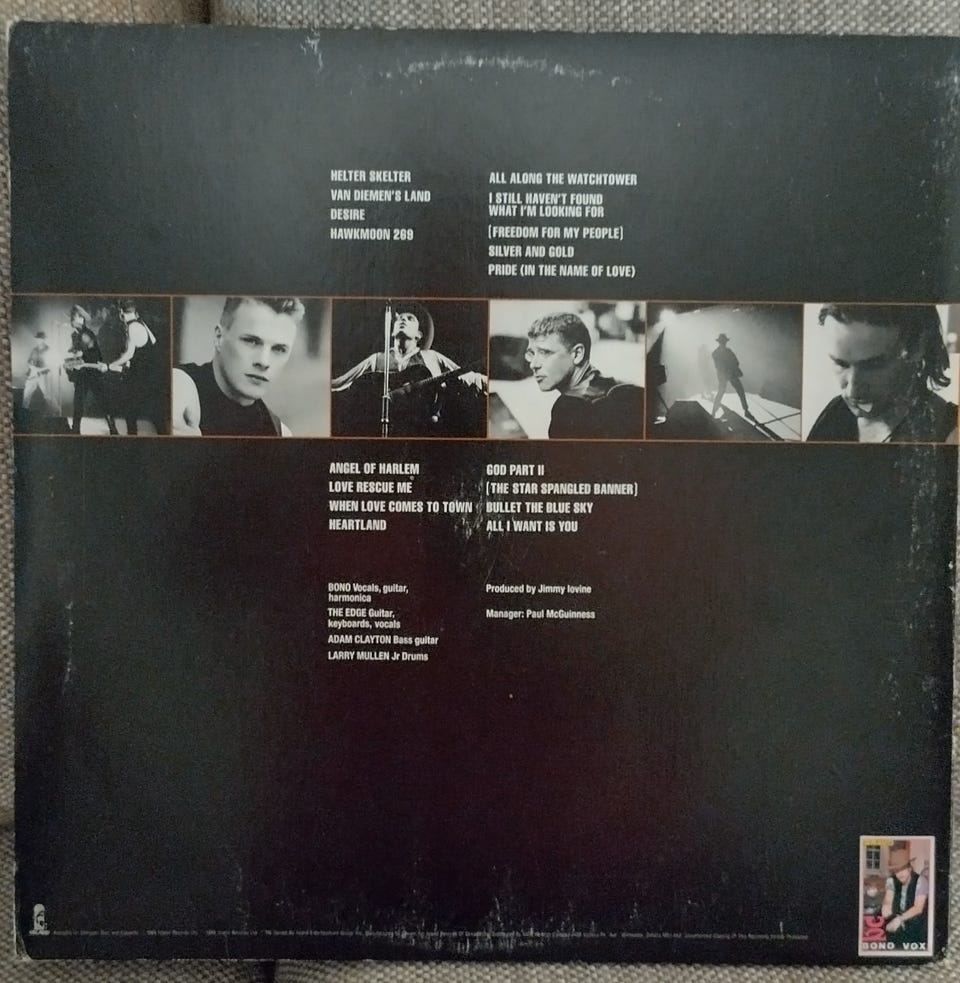 HELTER SKELTER
VAN DIEMEN'S LAND
DESIRE
HAWKMOON 269
ALL ALONG THE WATCHTOWER
I STILL HAVEN'T FOUND
WHAT I'M LOOKING FOR
(FREEDOM FOR MY PEOPLE)
SILVER AND GOLD
PRIDE (IN THE NAME OF LOVE)
ANGEL OF HARLEM
LOVE RESCUE ME
WHEN LOVE COMES TO TOWN
HEARTLAND
GOD PART II
(THE STAR SPANGLED BANNER)
BULLET THE BLUE SKY
ALL I WANT IS YOU
BONO Vocals, guitar,
harmonica
THE EDGE Guitar,
keyboards, vocals
ADAM CLAYTON Bass guitar
LARRY MULLEN Jr Drums
Produced by Jimmy Iovine
Manager: Paul McGuinness
BONO VOX